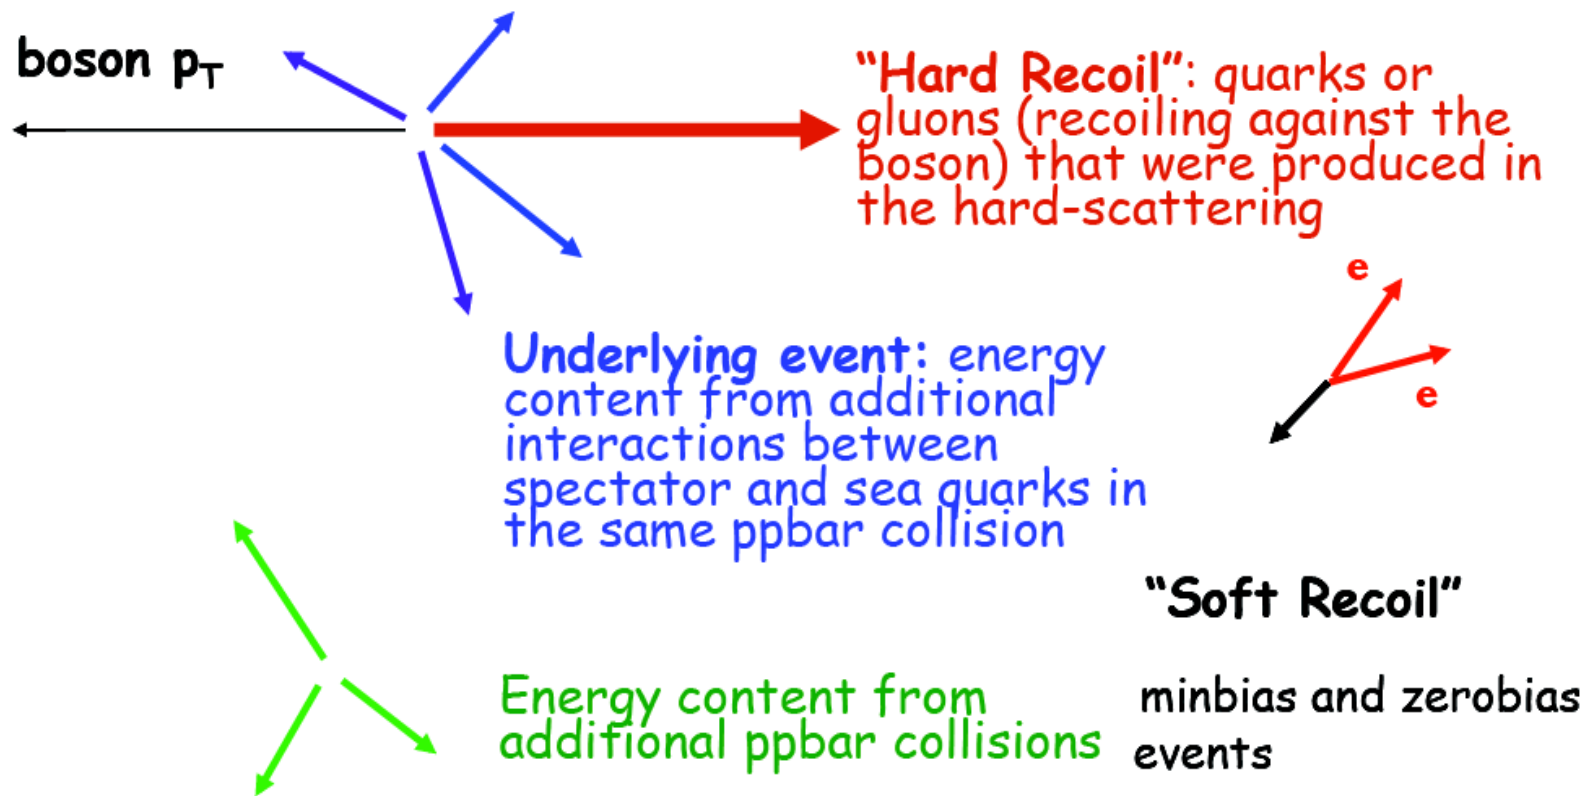 boson pT
“Hard Recoil”: quarks or
gluons (recoiling against the
boson) that were produced in
the hard-scattering
e
e
Underlying event: energy
content from additional
interactions between
spectator and sea quarks in
the same ppbar collision
“Soft Recoil”
minbias and zerobias
events
Energy content from
additional ppbar collisions